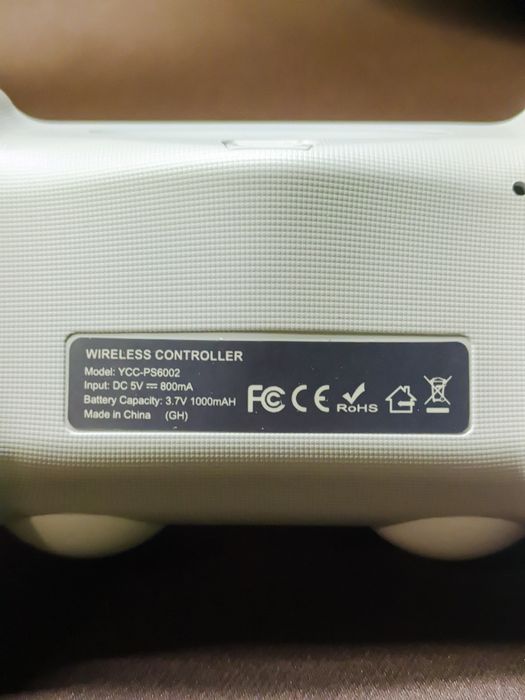 WIRELESS CONTROLLER
Model: YCC-PS6002
Input: DC 5V ⎓ 800mA
Battery Capacity: 3.7V 1000mAH
Made in China (GH)
FC CE RoHS